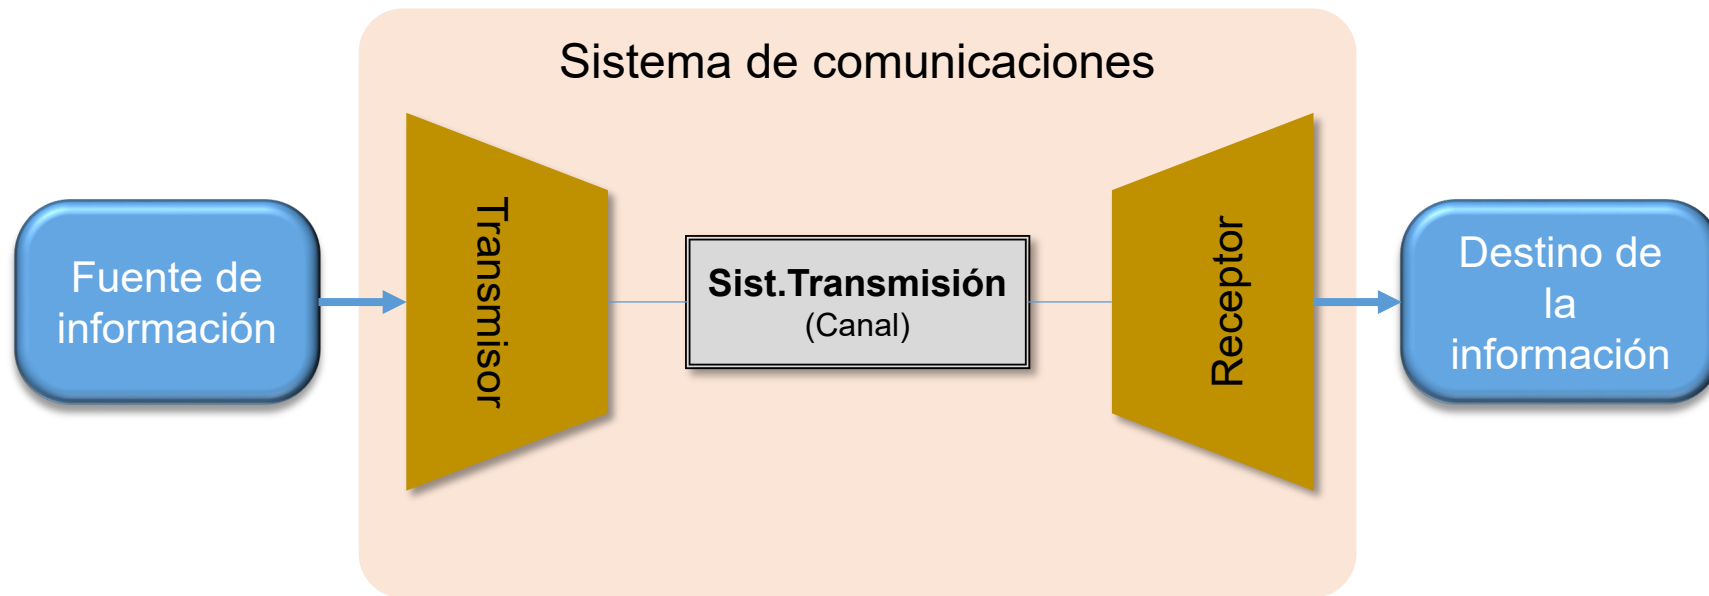 Sistema de comunicaciones
Fuente de
información
Transmisor
Sist.Transmisión
(Canal)
Receptor
Destino de
la
información